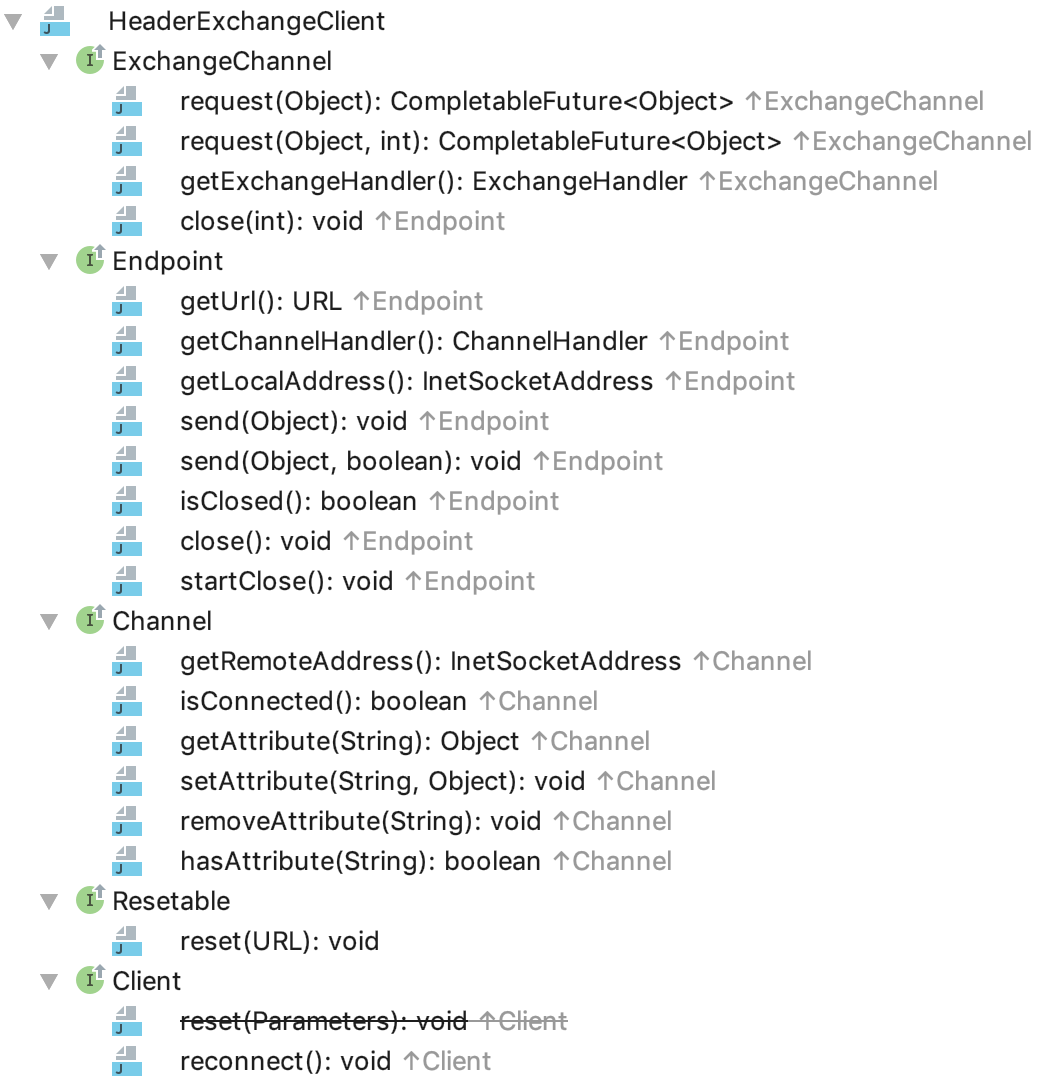 HeaderExchangeClient
ExchangeChannel
request(Object): CompletableFuture<Object> ↑ExchangeChannel
request(Object, int): CompletableFuture<Object> ↑ExchangeChannel
getExchangeHandler(): ExchangeHandler ↑ExchangeChannel
close(int): void ↑Endpoint
Endpoint
getUrl(): URL ↑Endpoint
getChannelHandler(): ChannelHandler ↑Endpoint
getLocalAddress(): InetSocketAddress ↑Endpoint
send(Object): void ↑Endpoint
send(Object, boolean): void ↑Endpoint
isClosed(): boolean ↑Endpoint
close(): void ↑Endpoint
startClose(): void ↑Endpoint
Channel
getRemoteAddress(): InetSocketAddress ↑Channel
isConnected(): boolean ↑Channel
getAttribute(String): Object ↑Channel
setAttribute(String, Object): void ↑Channel
removeAttribute(String): void ↑Channel
hasAttribute(String): boolean ↑Channel
Resetable
reset(URL): void
Client
reset(Parameters): void ↑Client
reconnect(): void ↑Client